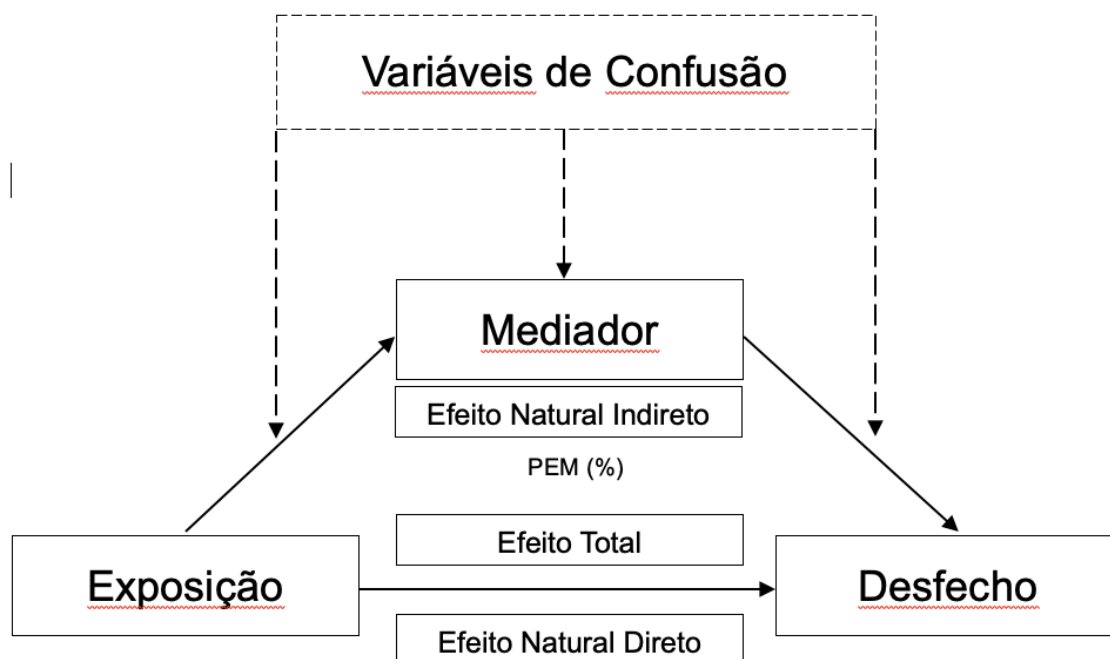 Variáveis de Confusão
Mediador
Efeito Natural Indireto
PEM (%)
Efeito Total
Exposição
Desfecho
Efeito Natural Direto